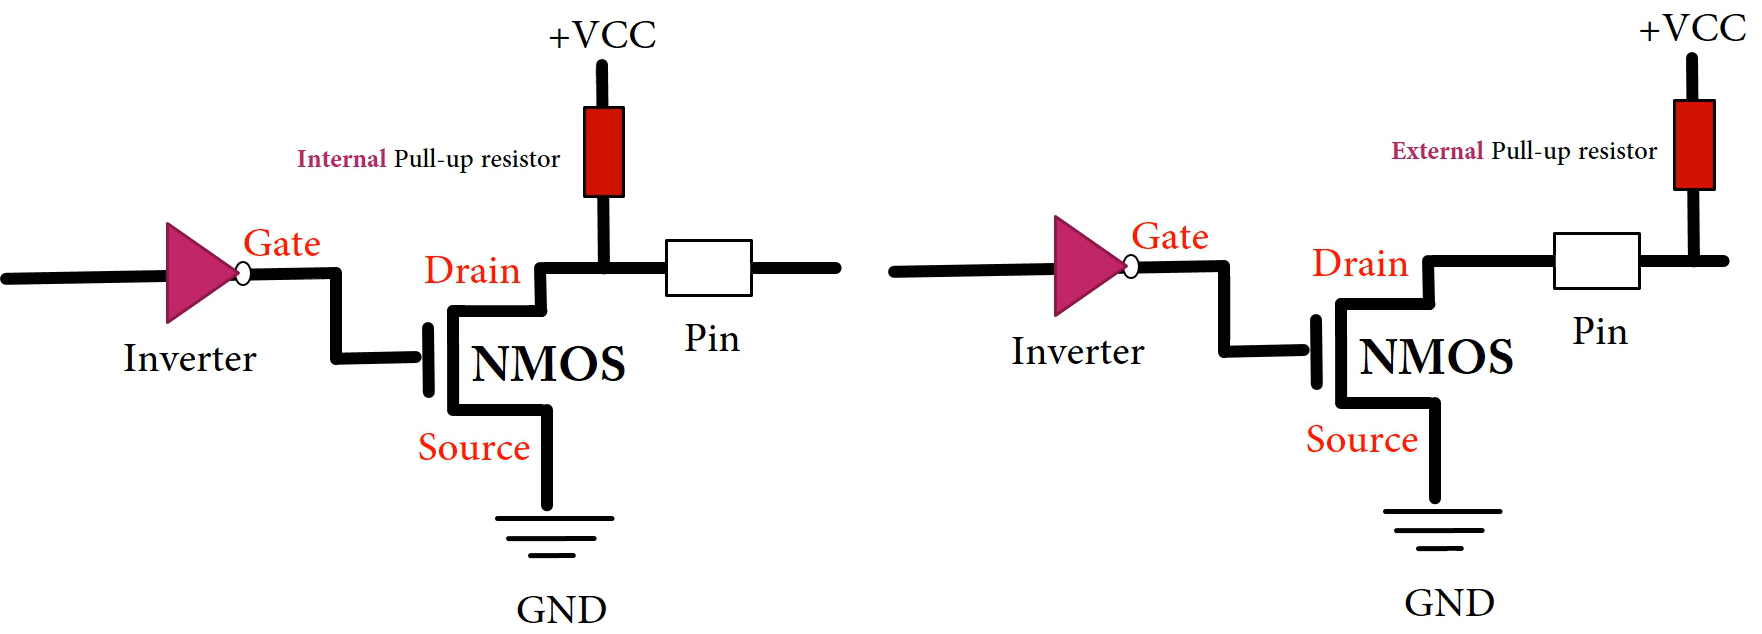 +VCC
Internal Pull-up resistor
Gate
Drain
Inverter
NMOS
Pin
Source
GND
+VCC
External Pull-up resistor
Gate
Drain
Inverter
NMOS
Pin
Source
GND